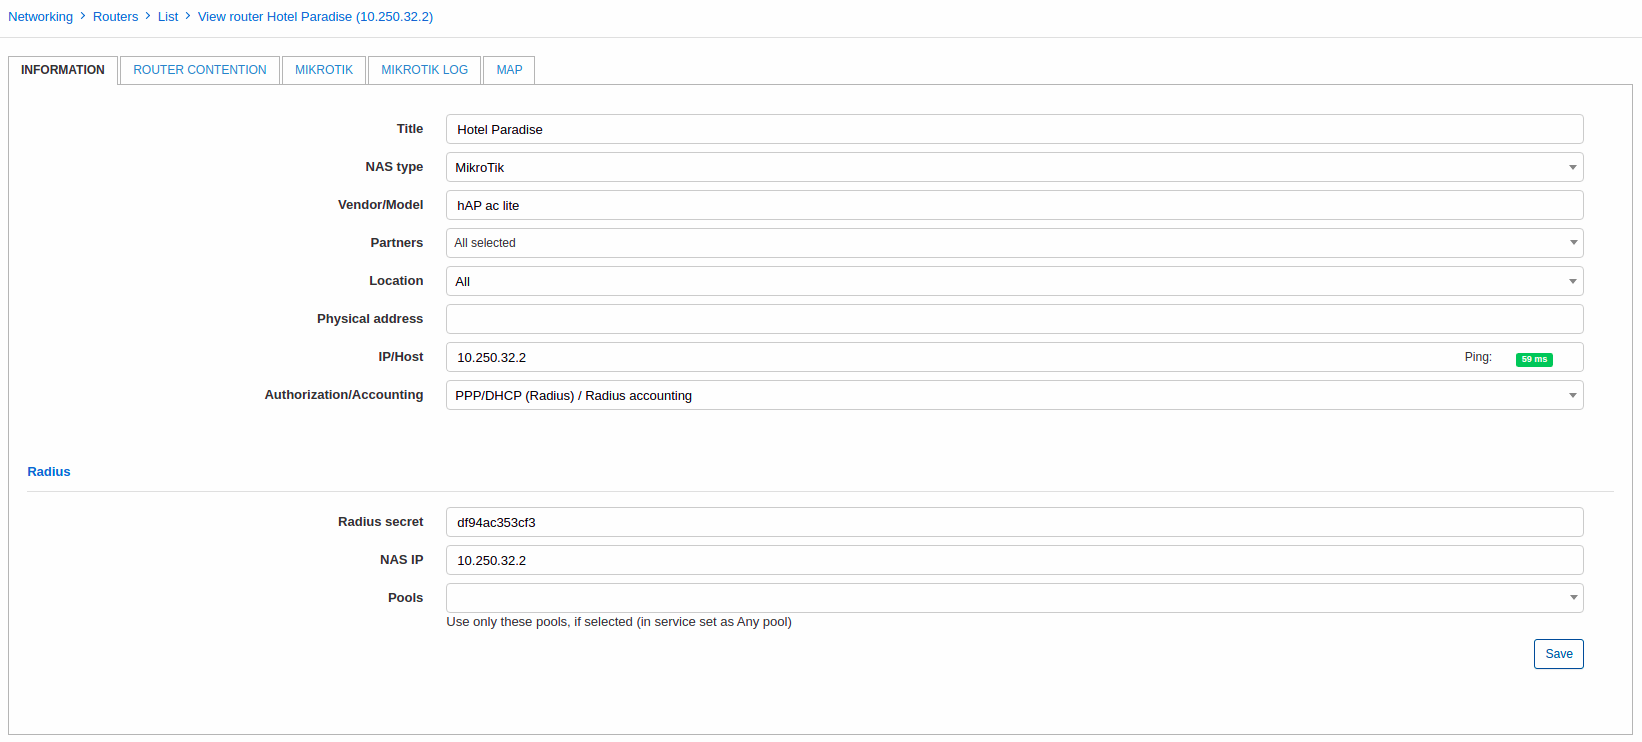 Networking > Routers > List > View router Hotel Paradise (10.250.32.2)
INFORMATION ROUTER CONTENTION MIKROTIK MIKROTIK LOG MAP
Title Hotel Paradise
NAS type MikroTik
Vendor/Model hAP ac lite
Partners All selected
Location All
Physical address
IP/Host 10.250.32.2 Ping: 59 ms
Authorization/Accounting PPP/DHCP (Radius) / Radius accounting
Radius
Radius secret df94ac353cf3
NAS IP 10.250.32.2
Pools
Use only these pools, if selected (in service set as Any pool)
Save